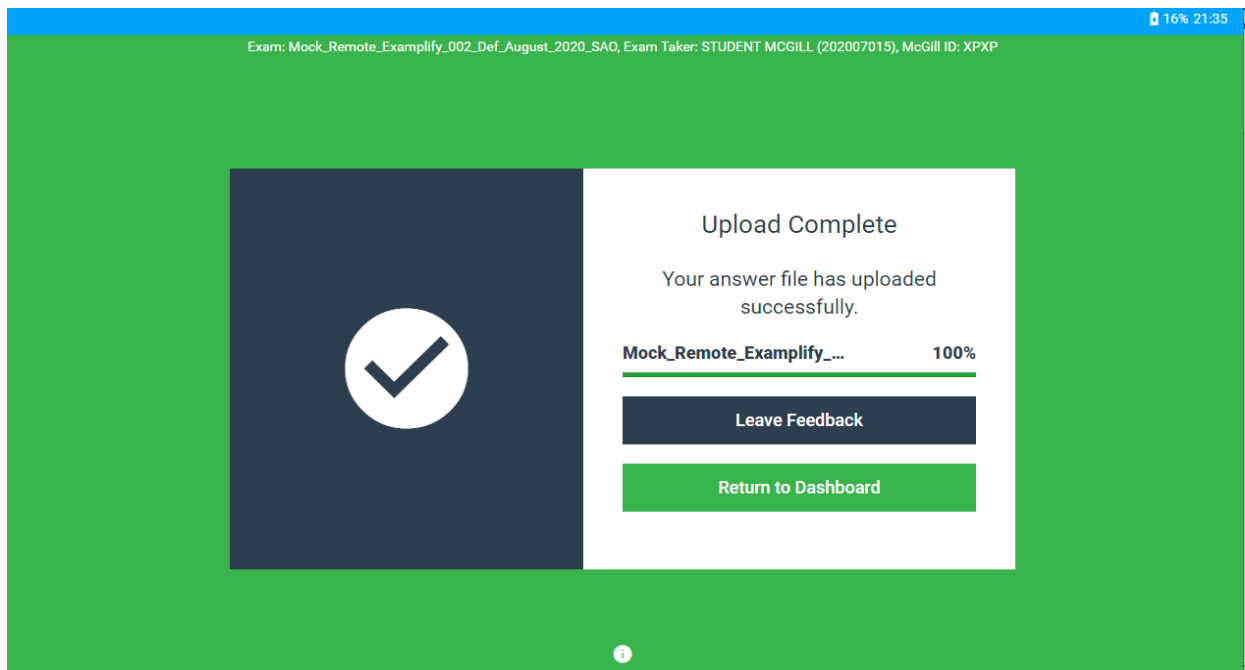 16% 21:35
Exam: Mock_Remote_Examplify_002_Def_August_2020_SAO, Exam Taker: STUDENT MCGILL (202007015), McGill ID: XPXP
Upload Complete
Your answer file has uploaded
successfully.
Mock_Remote_Examplify_... 100%
Leave Feedback
Return to Dashboard